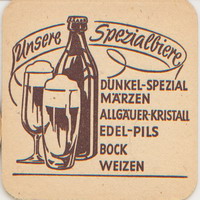 Unsere Spezialbiere
DUNKEL-SPEZIAL
MÄRZEN
ALLGÄUER-KRISTALL
EDEL-PILS
BOCK
WEIZEN